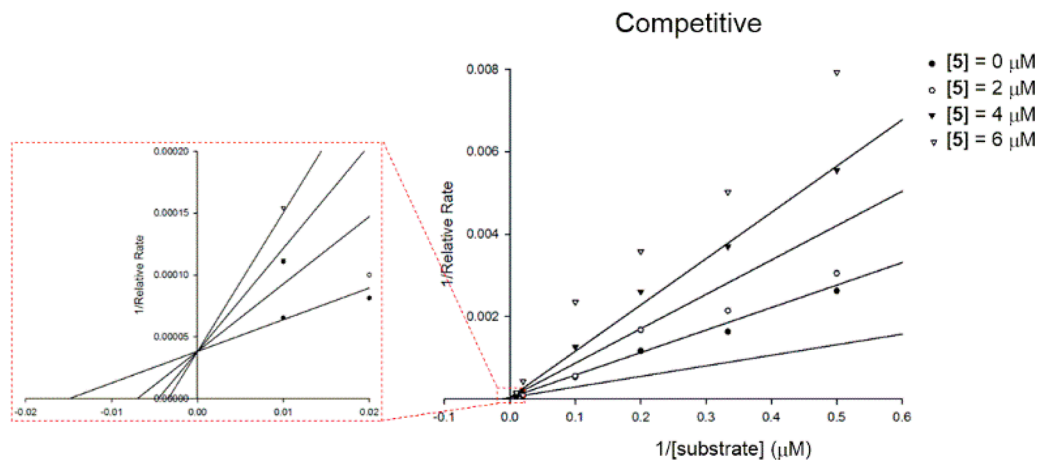 Competitive
[5] = 0 μM
[5] = 2 μM
[5] = 4 μM
[5] = 6 μM
0.008
0.006
0.004
0.002
1/Relative Rate
-0.1
0.0
0.1
0.2
0.3
0.4
0.5
0.6
1/[substrate] (μM)
0.00020
0.00015
0.00010
0.00005
0.00000
1/Relative Rate
-0.02
-0.01
0.00
0.01
0.02